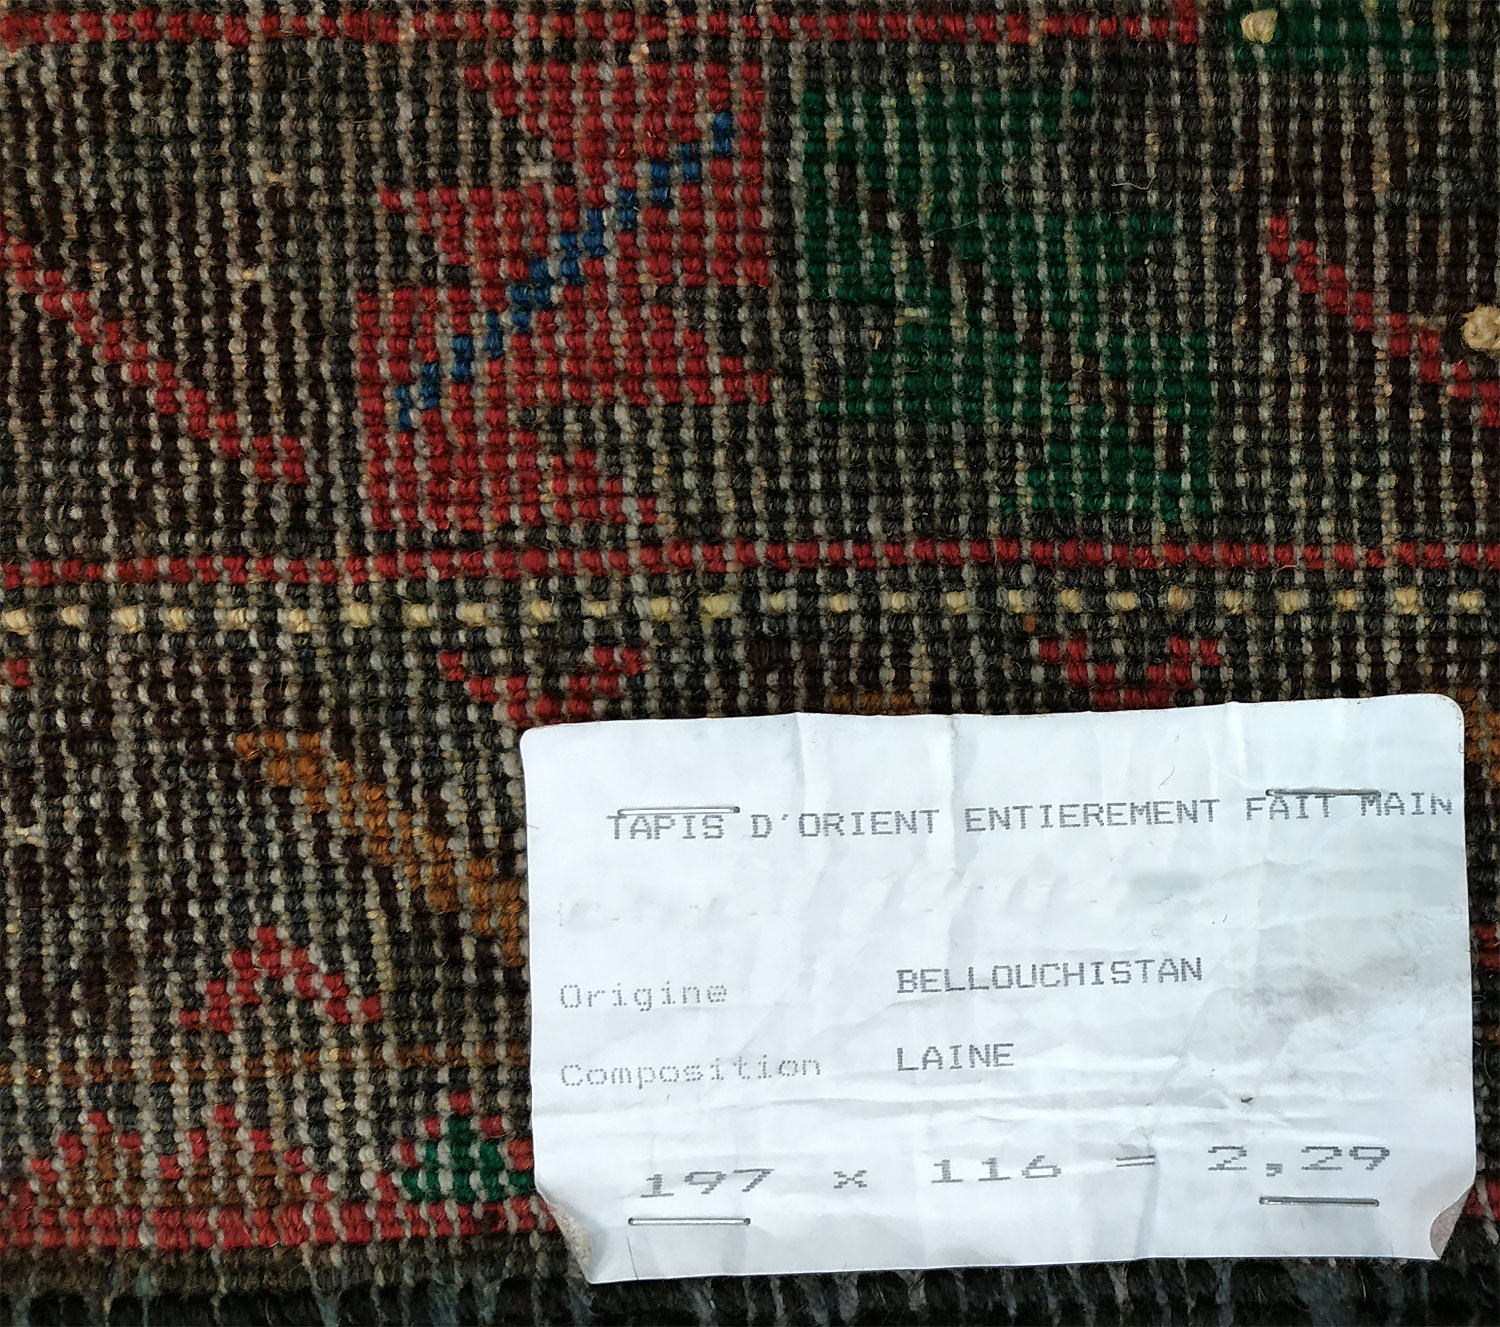 TAPIS D'ORIENT ENTIEREMENT FAIT MAIN
Origine BELLOUCHISTAN
Composition LAINE
197 x 116 = 2,29